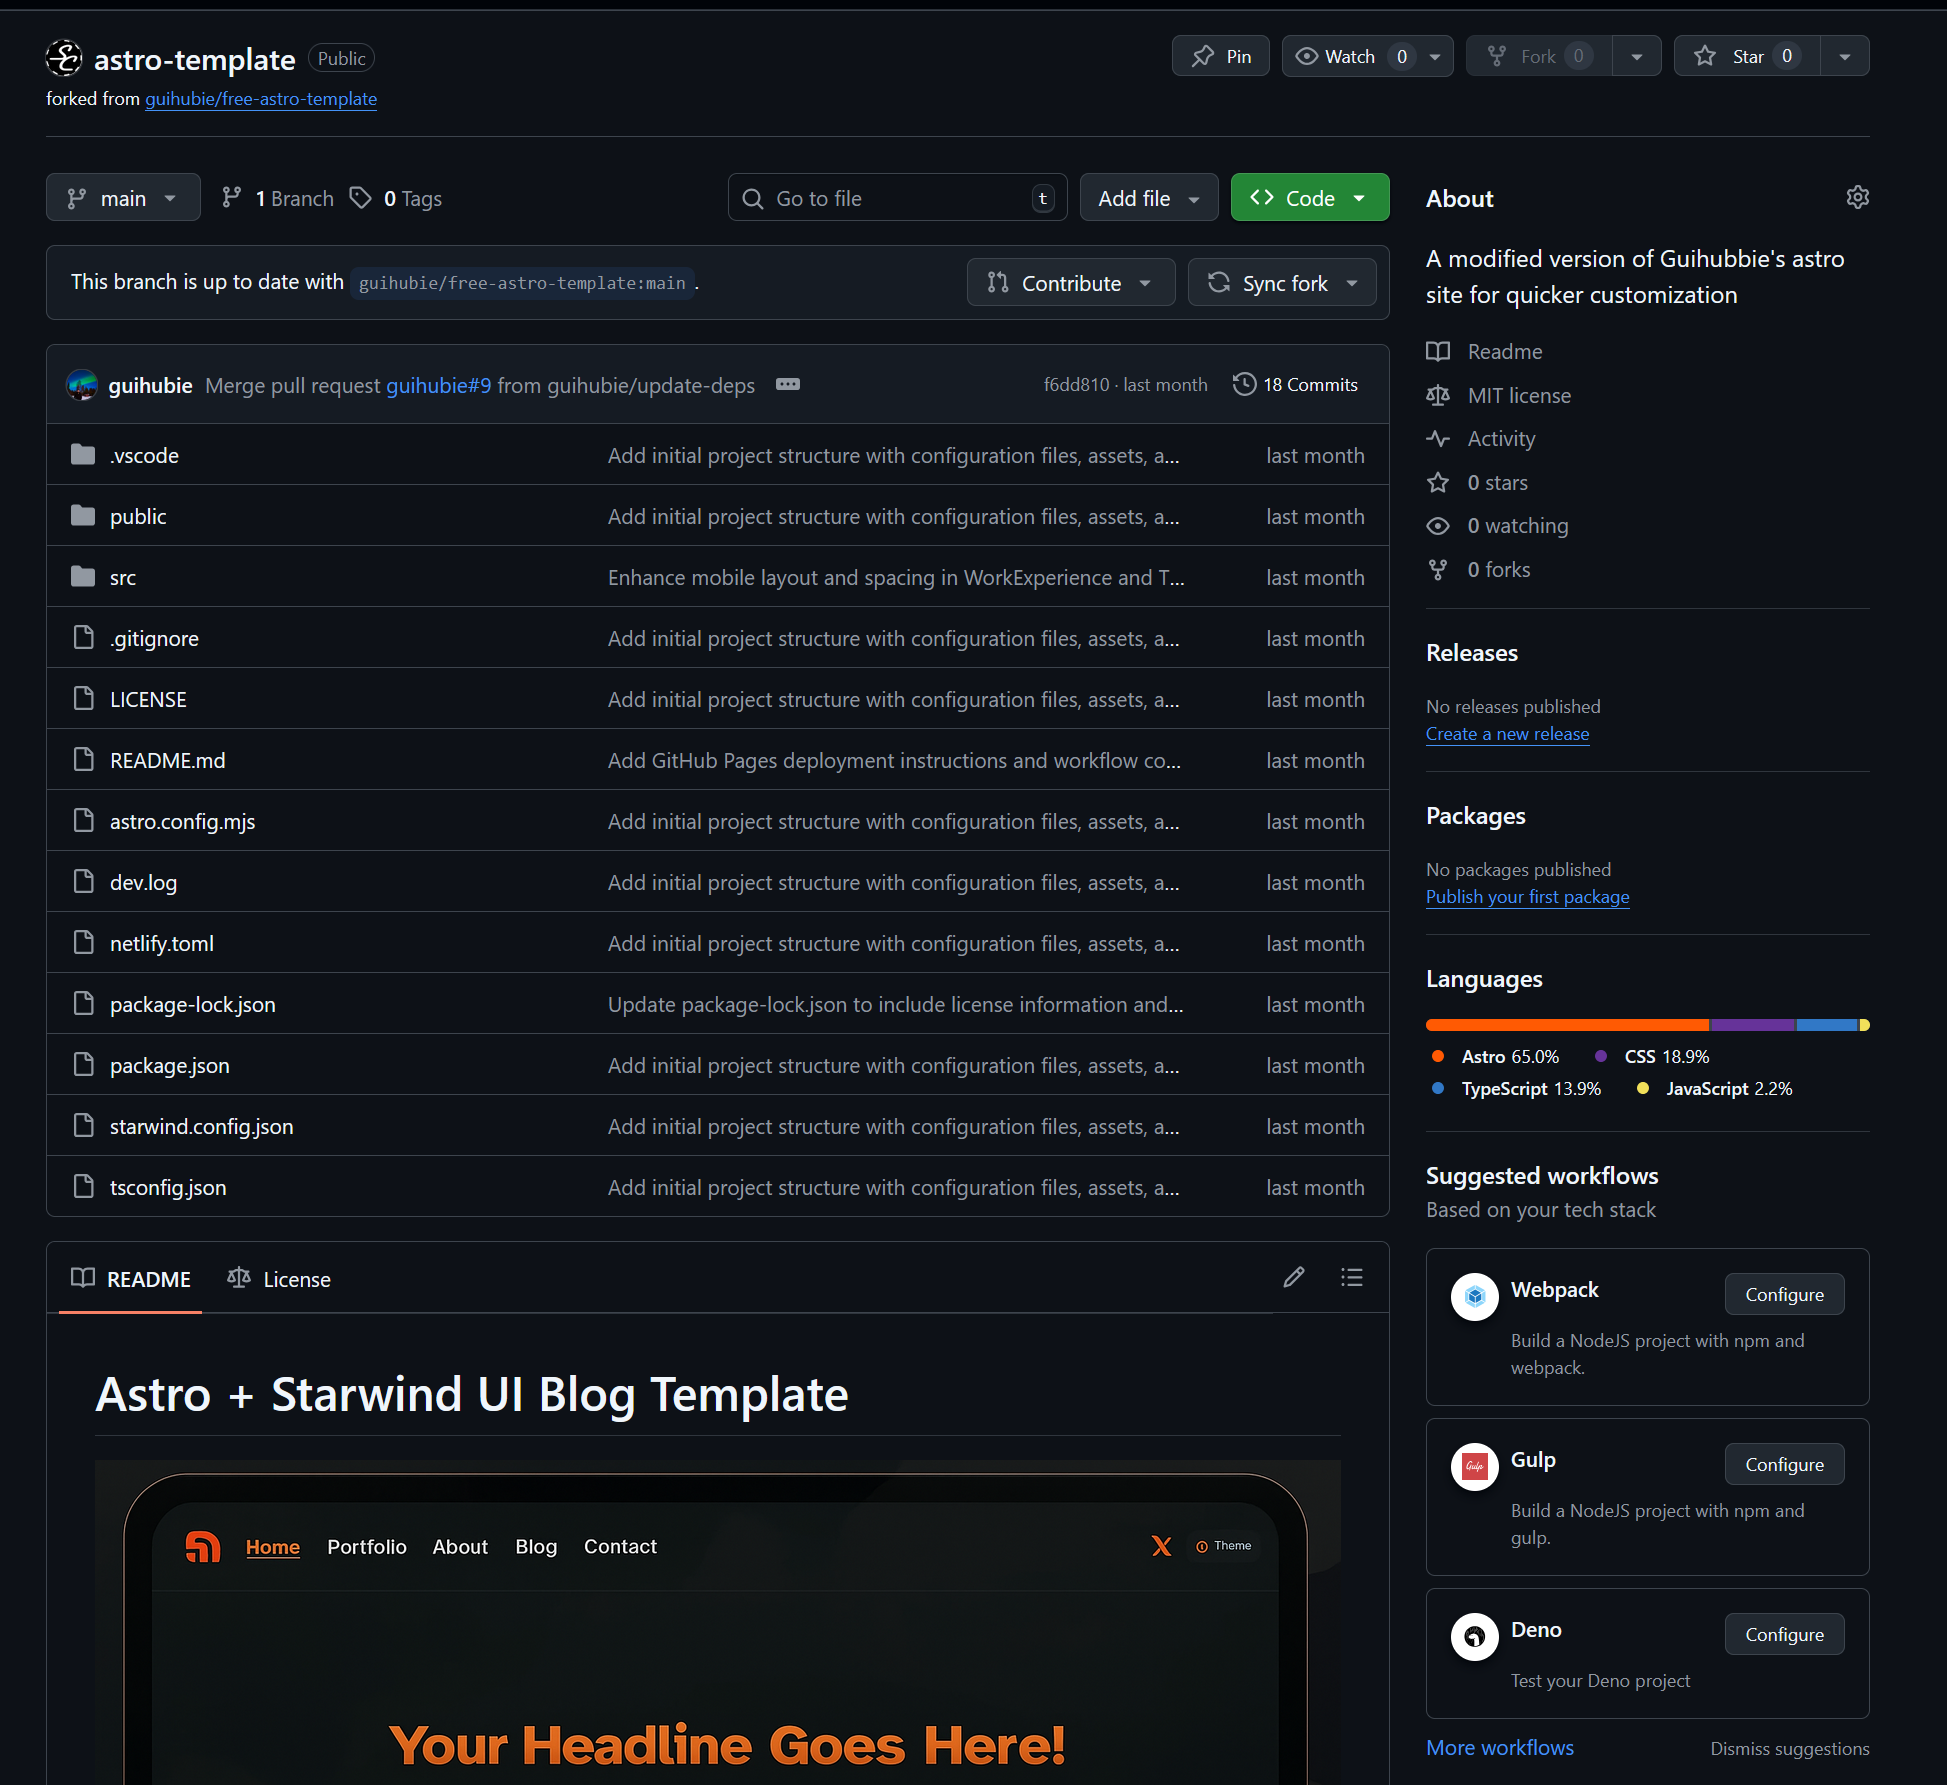 astro-template Public
Pin Watch 0 Fork 0 Star 0
forked from guihubie/free-astro-template
main 1 Branch 0 Tags Go to file t Add file Code
This branch is up to date with guihubie/free-astro-template:main .
Contribute Sync fork
guihubie Merge pull request guihubie#9 from guihubie/update-deps f6dd810 · last month 18 Commits
.vscode Add initial project structure with configuration files, assets, a... last month
public Add initial project structure with configuration files, assets, a... last month
src Enhance mobile layout and spacing in WorkExperience and T... last month
.gitignore Add initial project structure with configuration files, assets, a... last month
LICENSE Add initial project structure with configuration files, assets, a... last month
README.md Add GitHub Pages deployment instructions and workflow co... last month
astro.config.mjs Add initial project structure with configuration files, assets, a... last month
dev.log Add initial project structure with configuration files, assets, a... last month
netlify.toml Add initial project structure with configuration files, assets, a... last month
package-lock.json Update package-lock.json to include license information and... last month
package.json Add initial project structure with configuration files, assets, a... last month
starwind.config.json Add initial project structure with configuration files, assets, a... last month
tsconfig.json Add initial project structure with configuration files, assets, a... last month
README License
Astro + Starwind UI Blog Template
Home Portfolio About Blog Contact X Theme
Your Headline Goes Here!
About
A modified version of Guihubbie's astro
site for quicker customization
Readme
MIT license
Activity
0 stars
0 watching
0 forks
Releases
No releases published
Create a new release
Packages
No packages published
Publish your first package
Languages
Astro 65.0% CSS 18.9%
TypeScript 13.9% JavaScript 2.2%
Suggested workflows
Based on your tech stack
Webpack Configure
Build a NodeJS project with npm and
webpack.
Gulp Configure
Build a NodeJS project with npm and
gulp.
Deno Configure
Test your Deno project
More workflows Dismiss suggestions